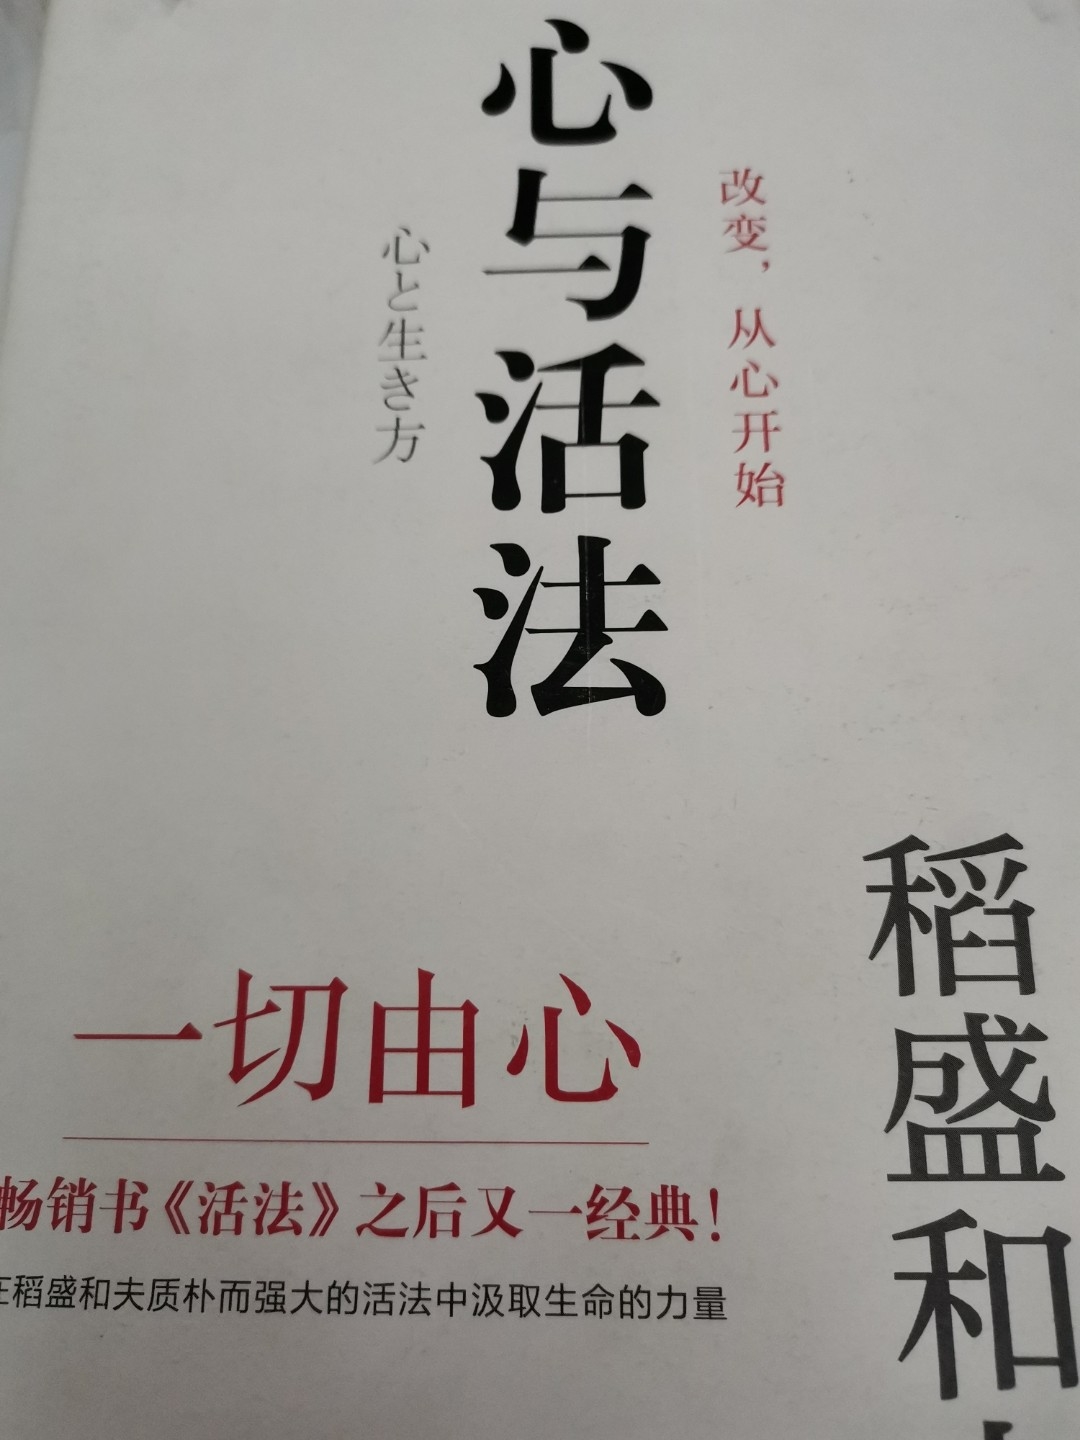 心与活法
心と生き方
改变，从心开始
稻盛和
一切由心
畅销书《活法》之后又一经典！
在稻盛和夫质朴而强大的活法中汲取生命的力量